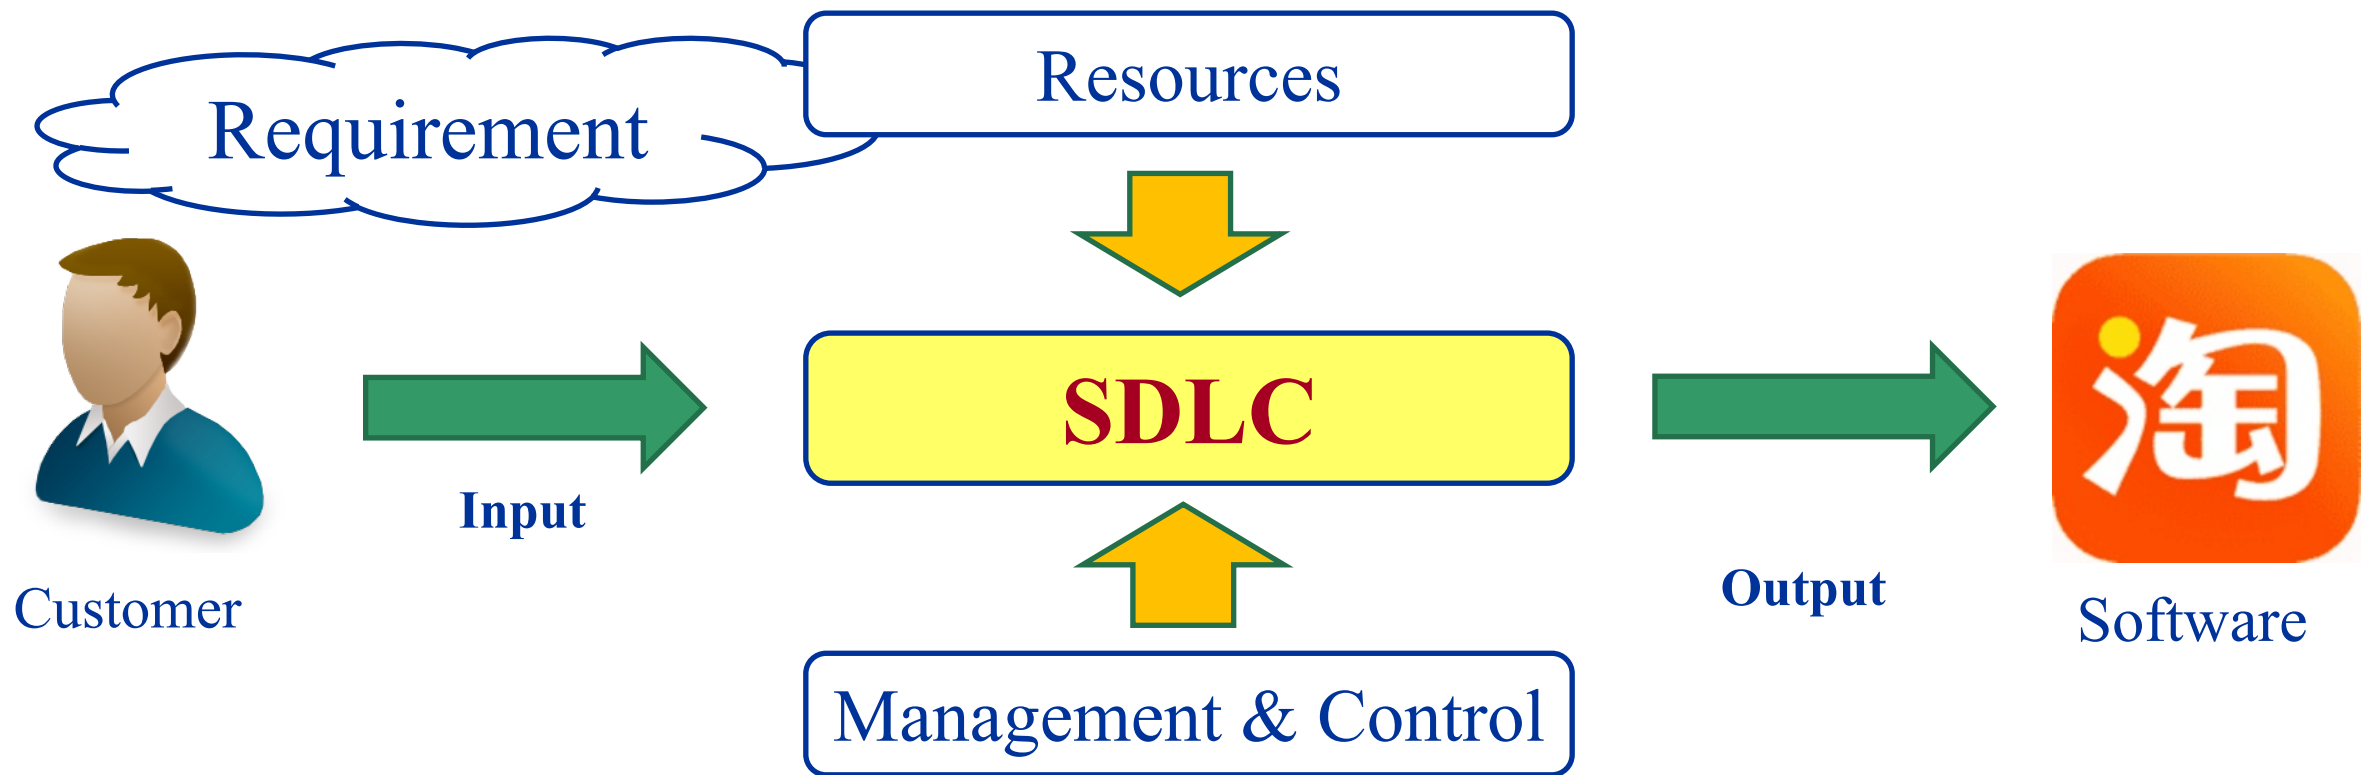 Resources
Requirement
SDLC
淘
Input
Output
Customer
Software
Management & Control